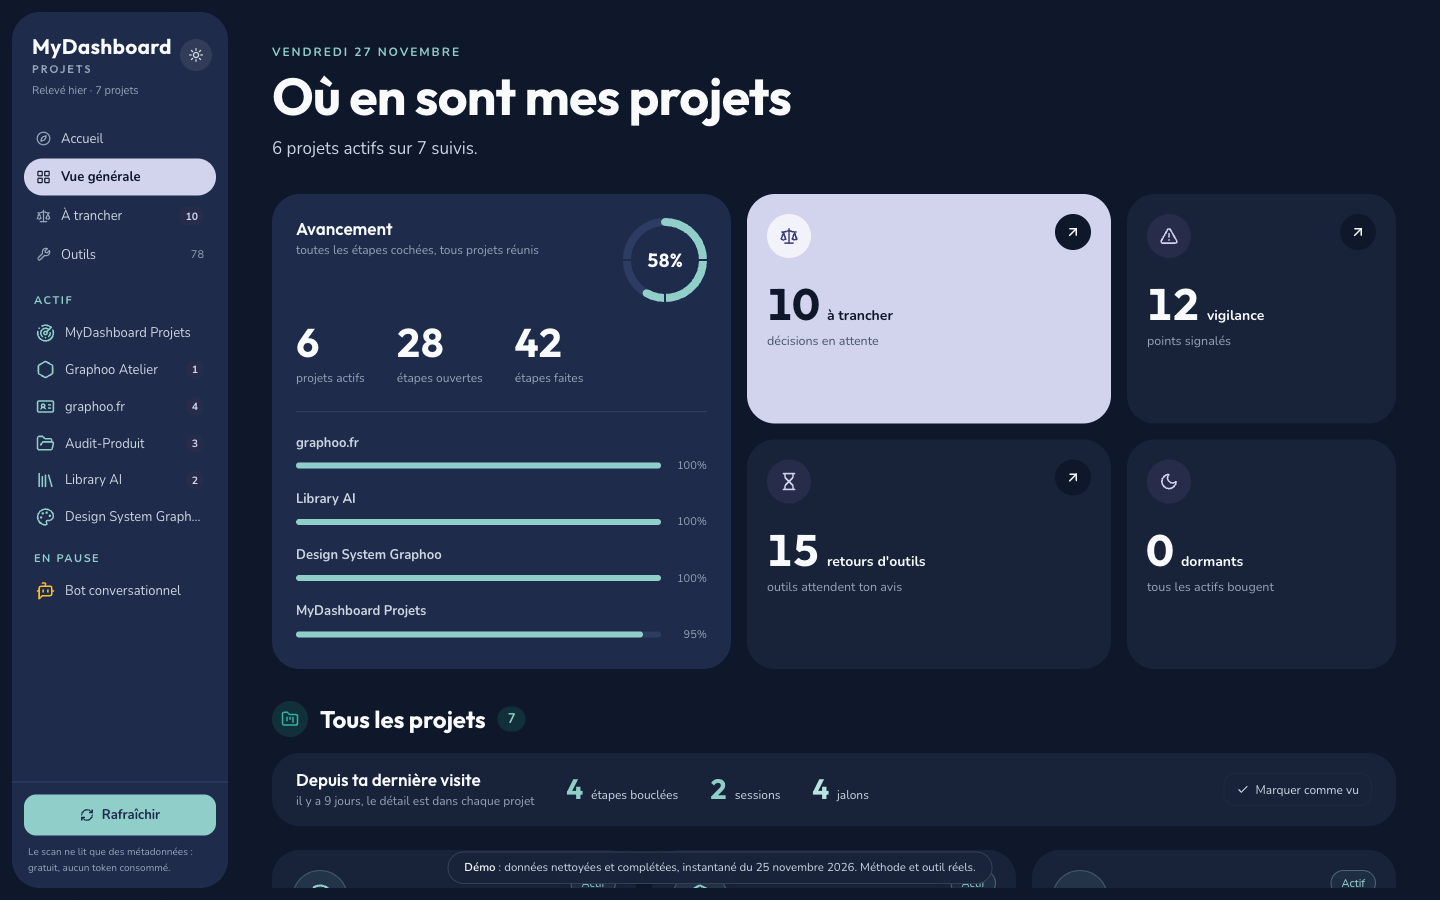 MyDashboard
PROJETS
Relevé hier · 7 projets
Accueil
Vue générale
À trancher 10
Outils 78
ACTIF
MyDashboard Projets
Graphoo Atelier 1
graphoo.fr 4
Audit-Produit 3
Library AI 2
Design System Graph...
EN PAUSE
Bot conversationnel
Rafraîchir
Le scan ne lit que des métadonnées :
gratuit, aucun token consommé.
VENDREDI 27 NOVEMBRE
Où en sont mes projets
6 projets actifs sur 7 suivis.
Avancement
toutes les étapes cochées, tous projets réunis
58%
6 28 42
projets actifs étapes ouvertes étapes faites
graphoo.fr
100%
Library AI
100%
Design System Graphoo
100%
MyDashboard Projets
95%
10 à trancher
décisions en attente
12 vigilance
points signalés
15 retours d'outils
outils attendent ton avis
0 dormants
tous les actifs bougent
Tous les projets 7
Depuis ta dernière visite
il y a 9 jours, le détail est dans chaque projet
4 étapes bouclées 2 sessions 4 jalons
Marquer comme vu
Démo : données nettoyées et complétées, instantané du 25 novembre 2026. Méthode et outil réels.
Actif Actif Actif